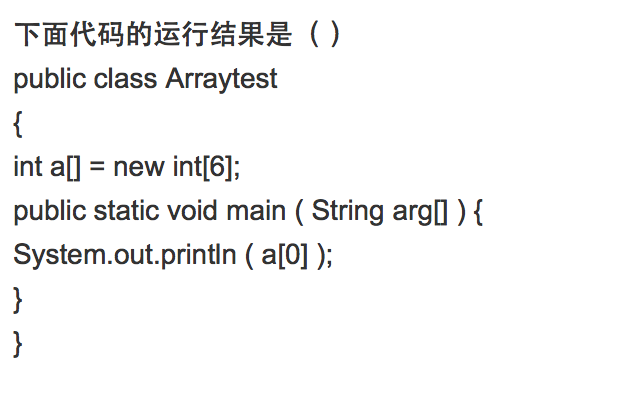 下面代码的运行结果是（ ）
public class Arraytest
{
int a[] = new int[6];
public static void main ( String arg[] ) {
System.out.println ( a[0] );
}
}